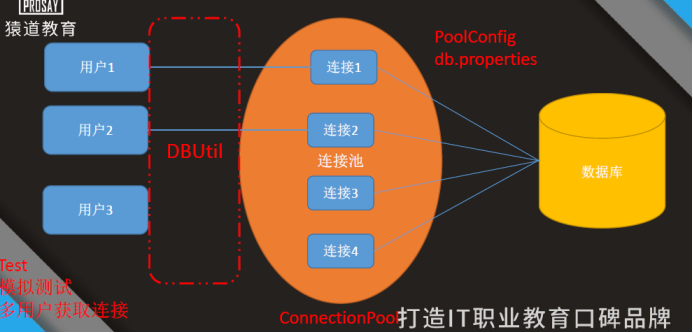 PROSAY
猿道教育
PoolConfig
db.properties
用户1
连接1
用户2
连接2
DBUtil
连接池
数据库
用户3
连接3
连接4
Test
模拟测试
多用户获取连接
ConnectionPool
打造IT职业教育口碑品牌